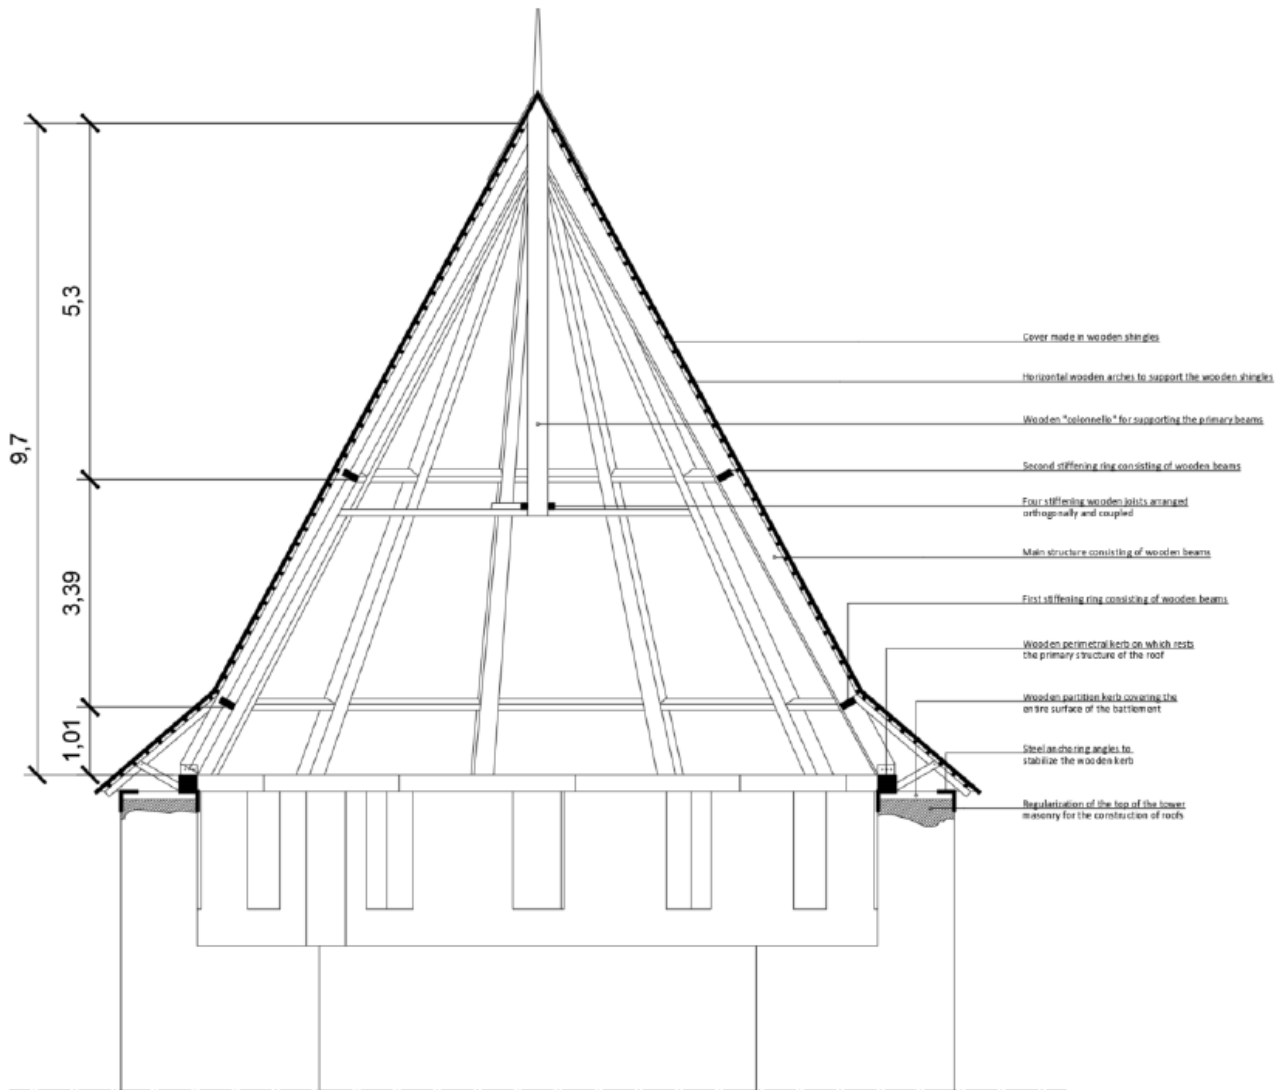 9,7
5,3
3,39
1,01
Cover made in wooden shingles
Horizontal wooden arches to support the wooden shingles
Wooden "colonnello" for supporting the primary beams
Second stiffening ring consisting of wooden beams
Four stiffening wooden joists arranged
orthogonally and coupled
Main structure consisting of wooden beams
First stiffening ring consisting of wooden beams
Wooden perimetral kerb on which rests
the primary structure of the roof
Wooden partition kerb covering the
entire surface of the battlement
Steel anchoring angles to
stabilize the wooden kerb
Regularization of the top of the tower
masonry for the construction of roofs